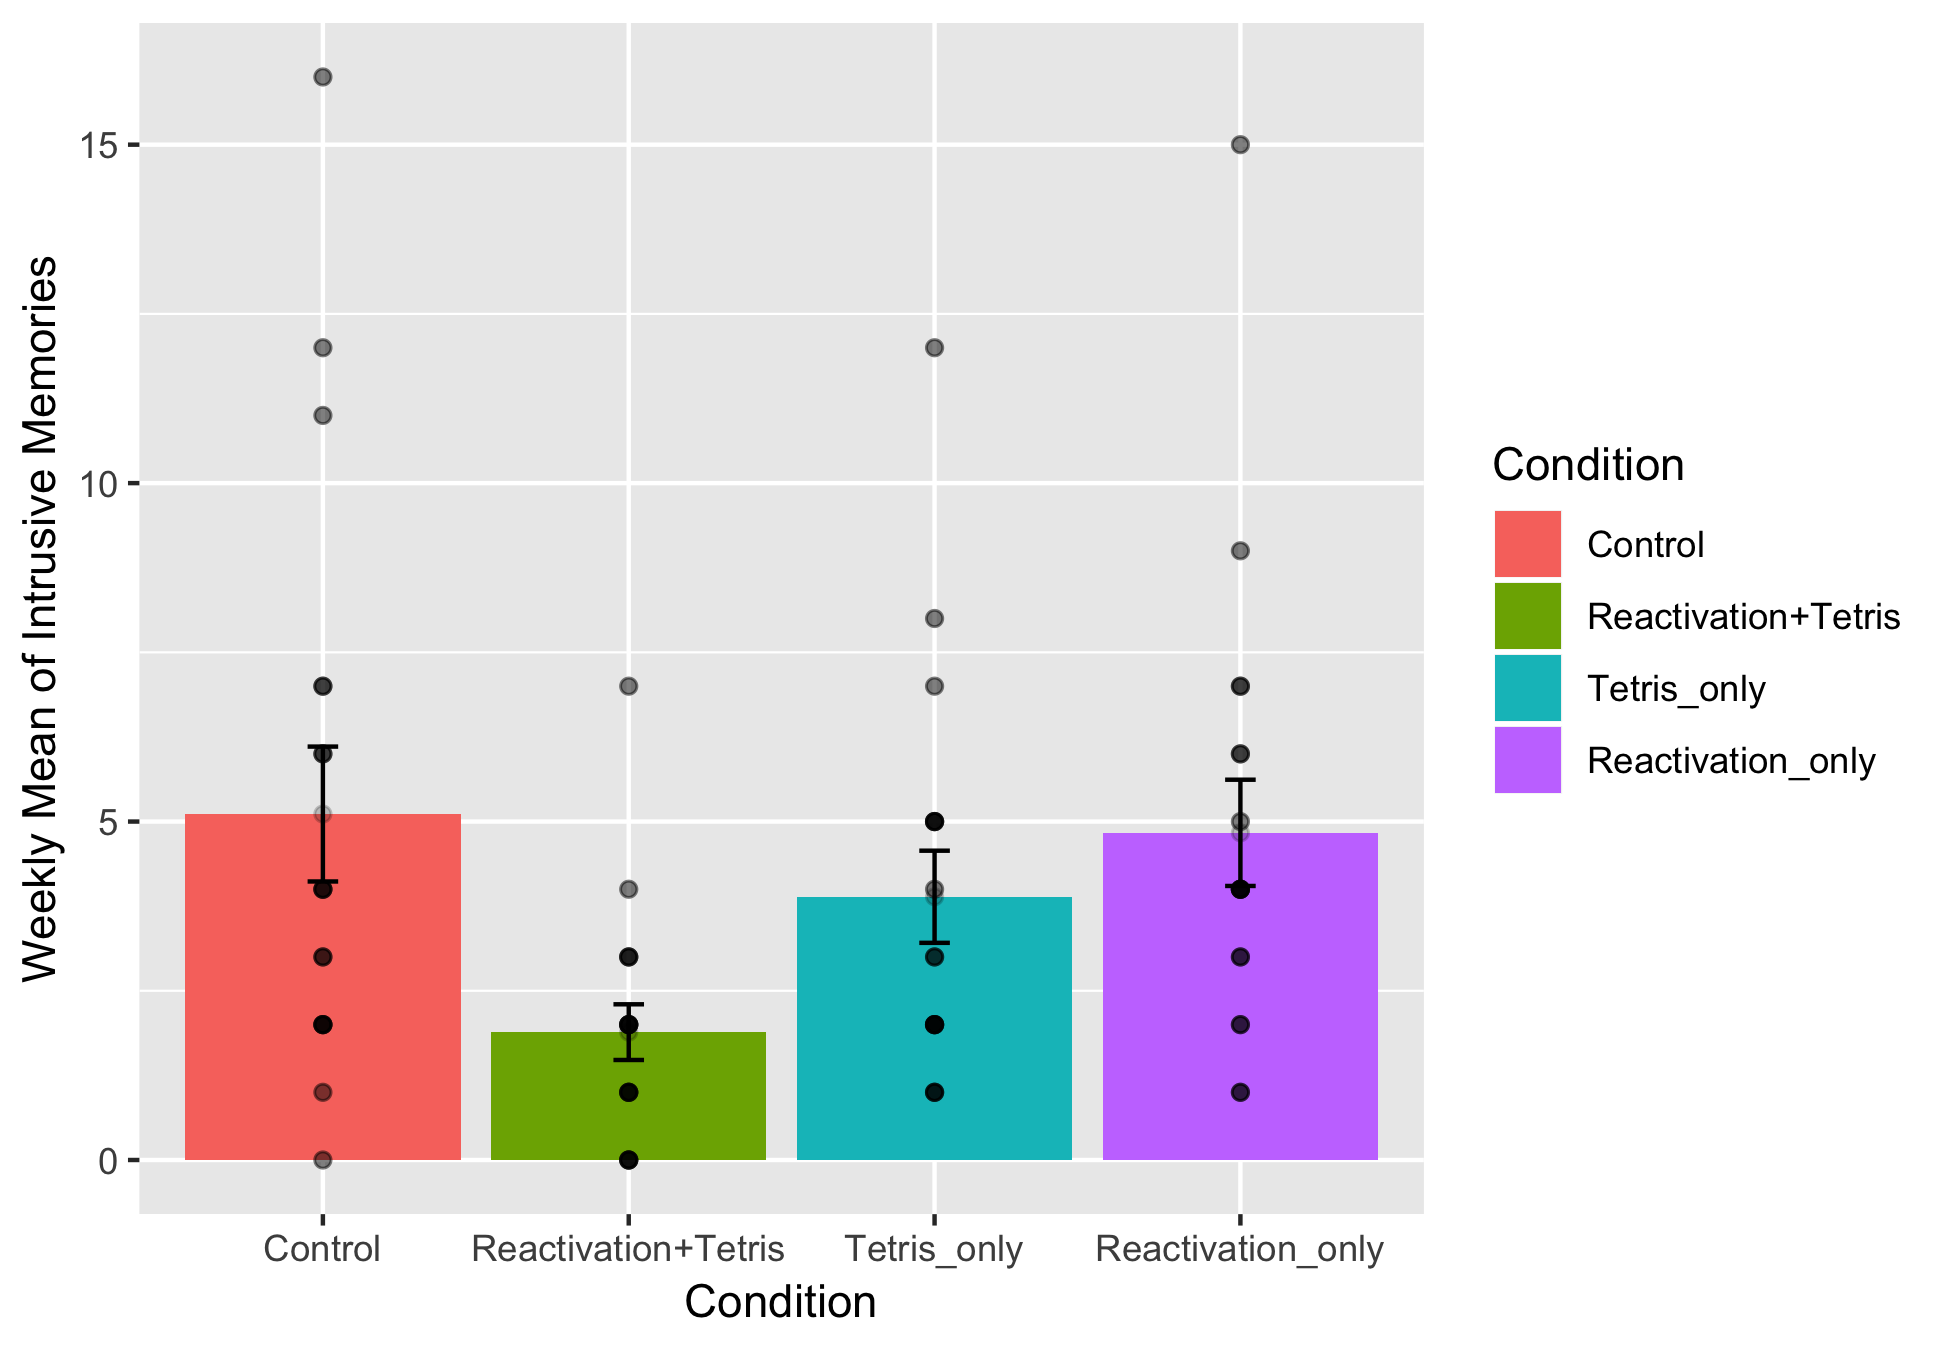 Weekly Mean of Intrusive Memories
15
10
5
0
Control
Reactivation+Tetris
Tetris_only
Reactivation_only
Condition
Condition
Control
Reactivation+Tetris
Tetris_only
Reactivation_only